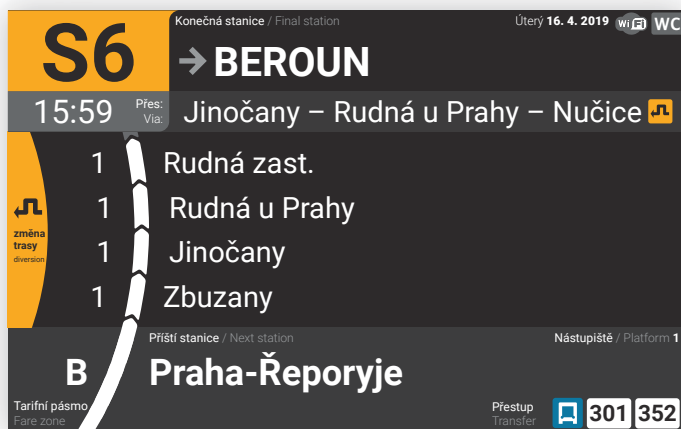 S6
Konečná stanice / Final station
Úterý 16. 4. 2019 WiFi WC
→ BEROUN
15:59
Přes:
Via:
Jinočany – Rudná u Prahy – Nučice
změna
trasy
diversion
1 Rudná zast.
1 Rudná u Prahy
1 Jinočany
1 Zbuzany
Příští stanice / Next station
Nástupiště / Platform 1
B Praha-Řeporyje
Tarifní pásmo
Fare zone
Přestup
Transfer
301 352